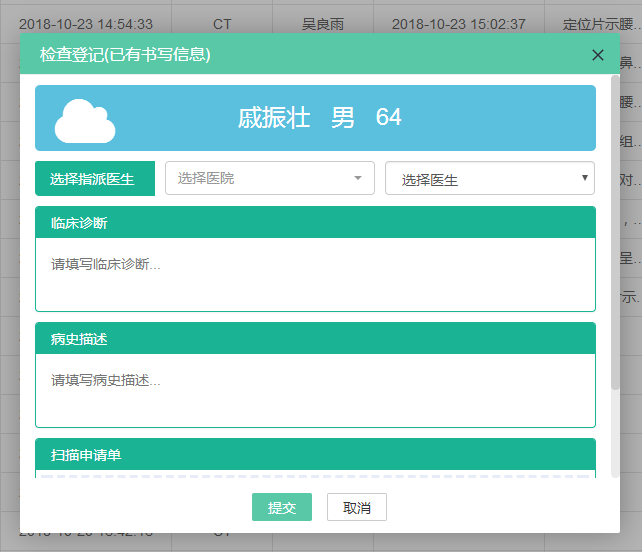 2018-10-23 14:54:33 CT 吴良雨 2018-10-23 15:02:37 定位片示腰...
检查登记(已有书写信息)
鼻...
戚振壮 男 64
腰...
组...
选择指派医生 选择医院 选择医生
对...
临床诊断
，...
请填写临床诊断...
呈...
示...
病史描述
请填写病史描述...
扫描申请单
提交 取消
CT